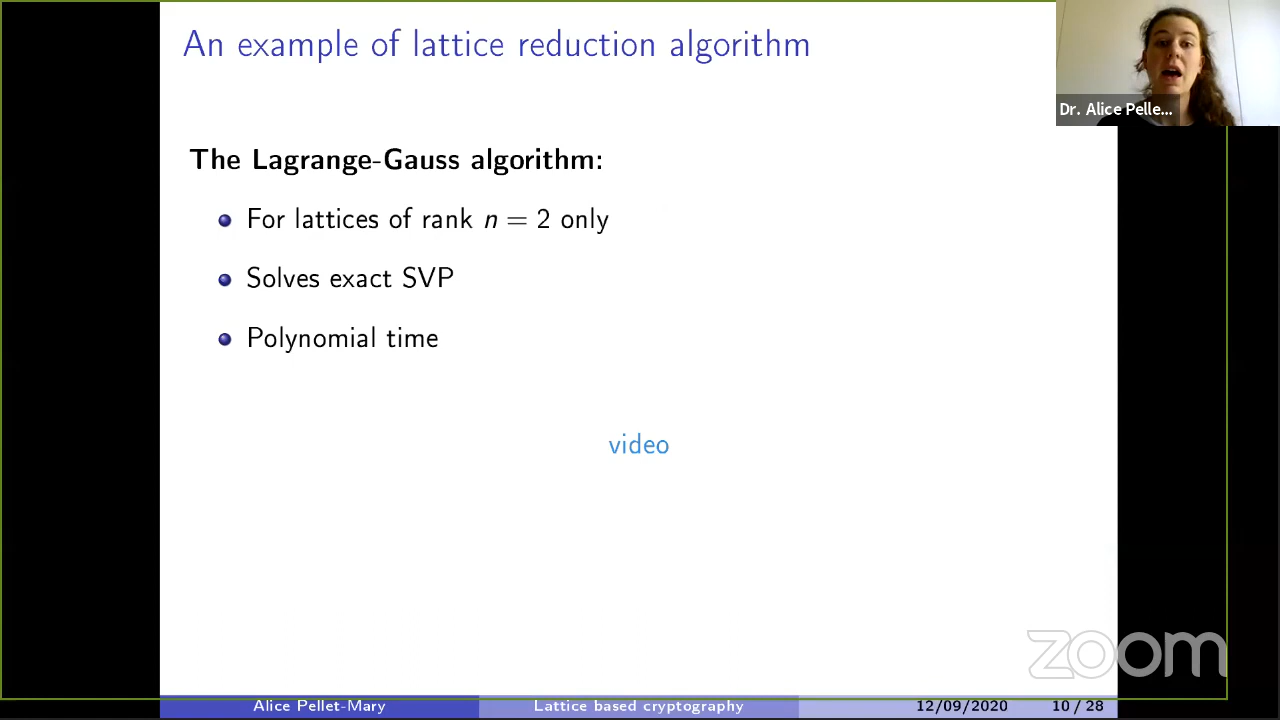 An example of lattice reduction algorithm
Dr. Alice Pelle...
The Lagrange-Gauss algorithm:
For lattices of rank n = 2 only
Solves exact SVP
Polynomial time
video
zoom
Alice Pellet-Mary Lattice based cryptography 12/09/2020 10 / 28